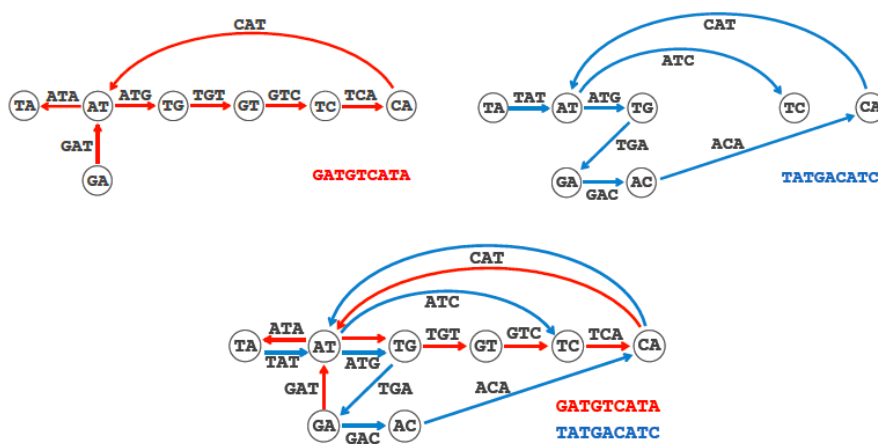 CAT
ATA ATG TGT GTC TCA
TA AT TG GT TC CA
GAT
GA
GATGTCATA
CAT
ATC
TAT ATG
TA AT TG TC CA
TGA ACA
GA AC
GAC
TATGACATC
CAT
ATC
ATA TGT GTC TCA
TA AT TG GT TC CA
TAT ATG
GAT TGA ACA
GA AC
GAC
GATGTCATA
TATGACATC